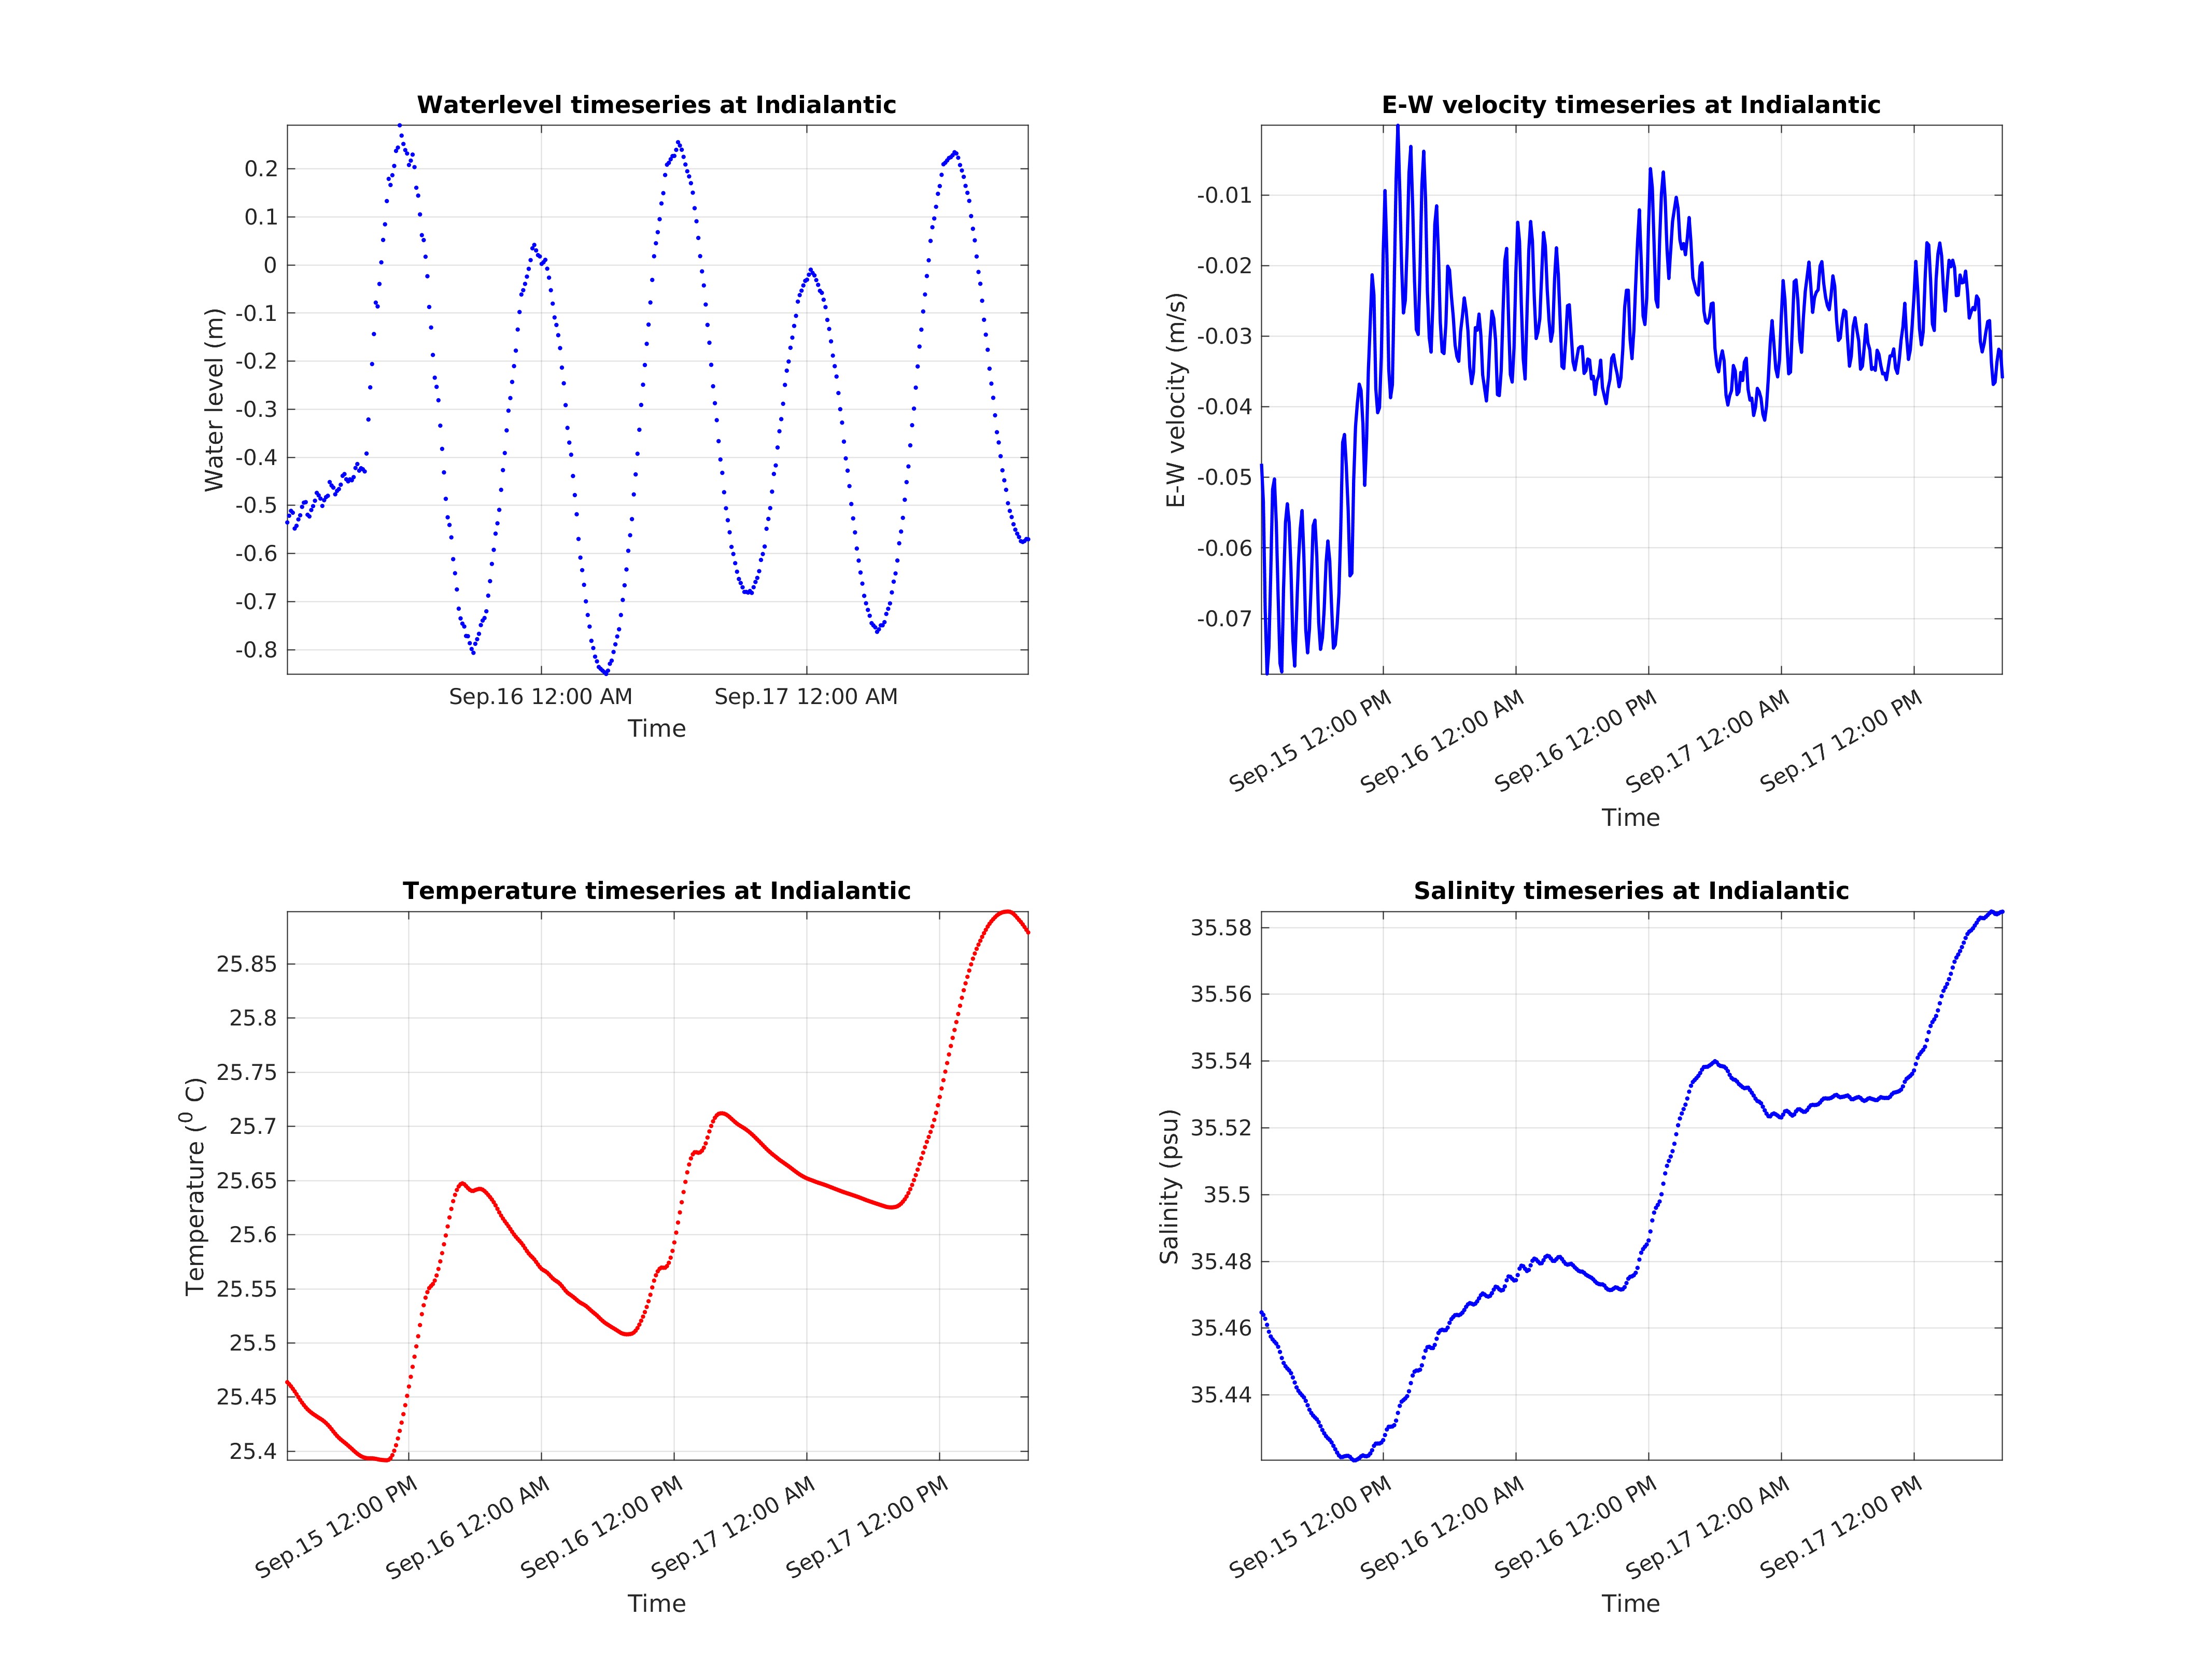 Waterlevel timeseries at Indialantic
0.2
0.1
0
-0.1
-0.2
-0.3
-0.4
-0.5
-0.6
-0.7
-0.8
Water level (m)
Sep.16 12:00 AM
Sep.17 12:00 AM
Time
E-W velocity timeseries at Indialantic
-0.01
-0.02
-0.03
-0.04
-0.05
-0.06
-0.07
E-W velocity (m/s)
Sep.15 12:00 PM
Sep.16 12:00 AM
Sep.16 12:00 PM
Sep.17 12:00 AM
Sep.17 12:00 PM
Time
Temperature timeseries at Indialantic
25.85
25.8
25.75
25.7
25.65
25.6
25.55
25.5
25.45
25.4
Temperature (⁰ C)
Sep.15 12:00 PM
Sep.16 12:00 AM
Sep.16 12:00 PM
Sep.17 12:00 AM
Sep.17 12:00 PM
Time
Salinity timeseries at Indialantic
35.58
35.56
35.54
35.52
35.5
35.48
35.46
35.44
Salinity (psu)
Sep.15 12:00 PM
Sep.16 12:00 AM
Sep.16 12:00 PM
Sep.17 12:00 AM
Sep.17 12:00 PM
Time